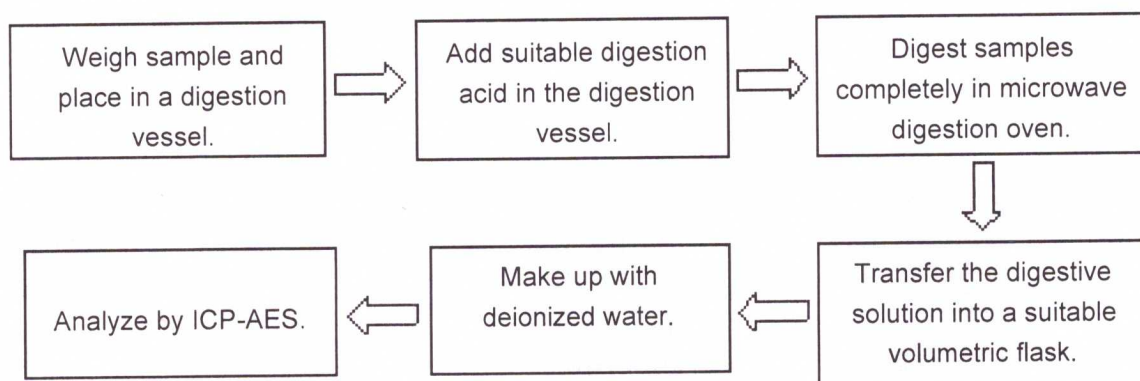 Weigh sample and
place in a digestion
vessel.
Add suitable digestion
acid in the digestion
vessel.
Digest samples
completely in microwave
digestion oven.
Transfer the digestive
solution into a suitable
volumetric flask.
Make up with
deionized water.
Analyze by ICP-AES.